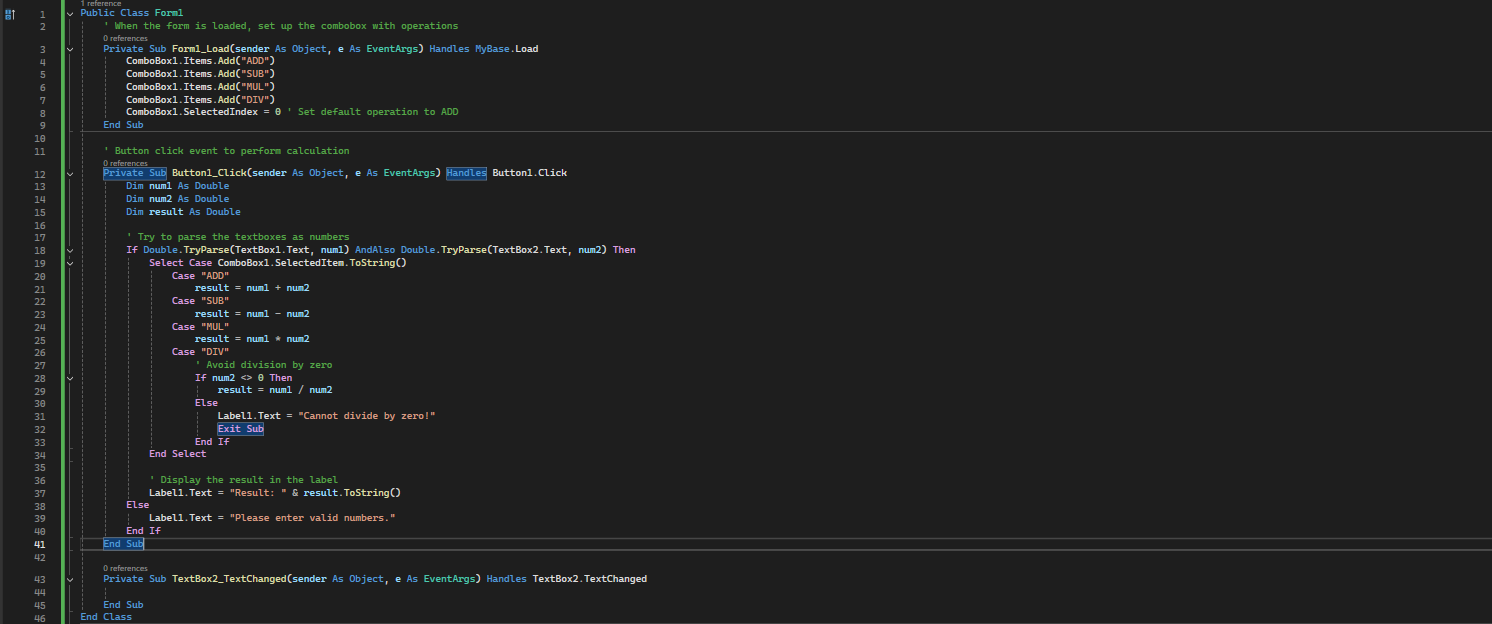 1 reference
1 Public Class Form1
2 ' When the form is loaded, set up the combobox with operations
0 references
3 Private Sub Form1_Load(sender As Object, e As EventArgs) Handles MyBase.Load
4 ComboBox1.Items.Add("ADD")
5 ComboBox1.Items.Add("SUB")
6 ComboBox1.Items.Add("MUL")
7 ComboBox1.Items.Add("DIV")
8 ComboBox1.SelectedIndex = 0 ' Set default operation to ADD
9 End Sub
10
11 ' Button click event to perform calculation
0 references
12 Private Sub Button1_Click(sender As Object, e As EventArgs) Handles Button1.Click
13 Dim num1 As Double
14 Dim num2 As Double
15 Dim result As Double
16
17 ' Try to parse the textboxes as numbers
18 If Double.TryParse(TextBox1.Text, num1) AndAlso Double.TryParse(TextBox2.Text, num2) Then
19 Select Case ComboBox1.SelectedItem.ToString()
20 Case "ADD"
21 result = num1 + num2
22 Case "SUB"
23 result = num1 - num2
24 Case "MUL"
25 result = num1 * num2
26 Case "DIV"
27 ' Avoid division by zero
28 If num2 <> 0 Then
29 result = num1 / num2
30 Else
31 Label1.Text = "Cannot divide by zero!"
32 Exit Sub
33 End If
34 End Select
35
36 ' Display the result in the label
37 Label1.Text = "Result: " & result.ToString()
38 Else
39 Label1.Text = "Please enter valid numbers."
40 End If
41 End Sub
42
0 references
43 Private Sub TextBox2_TextChanged(sender As Object, e As EventArgs) Handles TextBox2.TextChanged
44
45 End Sub
46 End Class